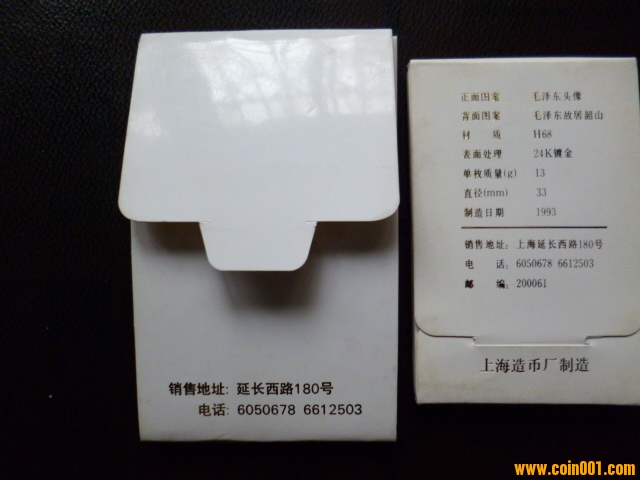 销售地址: 延长西路180号
电话: 6050678 6612503
正面图案 毛泽东头像
背面图案 毛泽东故居韶山
材 质 H68
表面处理 24K镀金
单枚质量(g) 13
直径(mm) 33
制造日期 1993
销售地址: 上海延长西路180号
电 话: 6050678 6612503
邮 编: 200061
上海造币厂制造
www.coin001.com